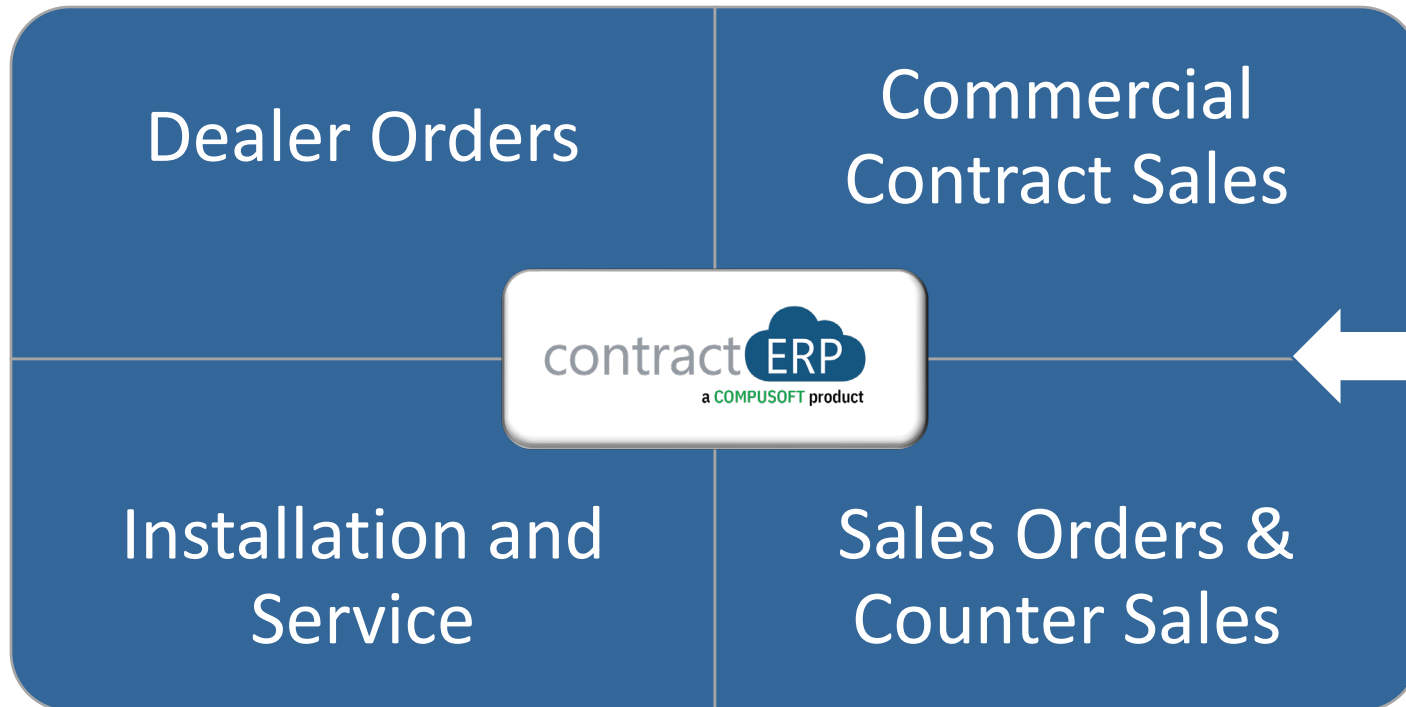 Dealer Orders
Commercial
Contract Sales
contract ERP
a COMPUSOFT product
Installation and
Service
Sales Orders &
Counter Sales